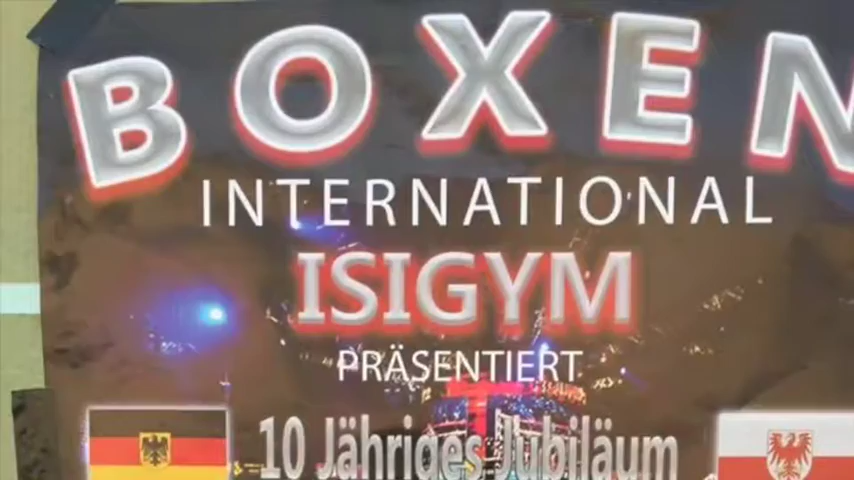 BOXEN
INTERNATIONAL
ISIGYM
PRÄSENTIERT
10 Jähriges Jubiläum